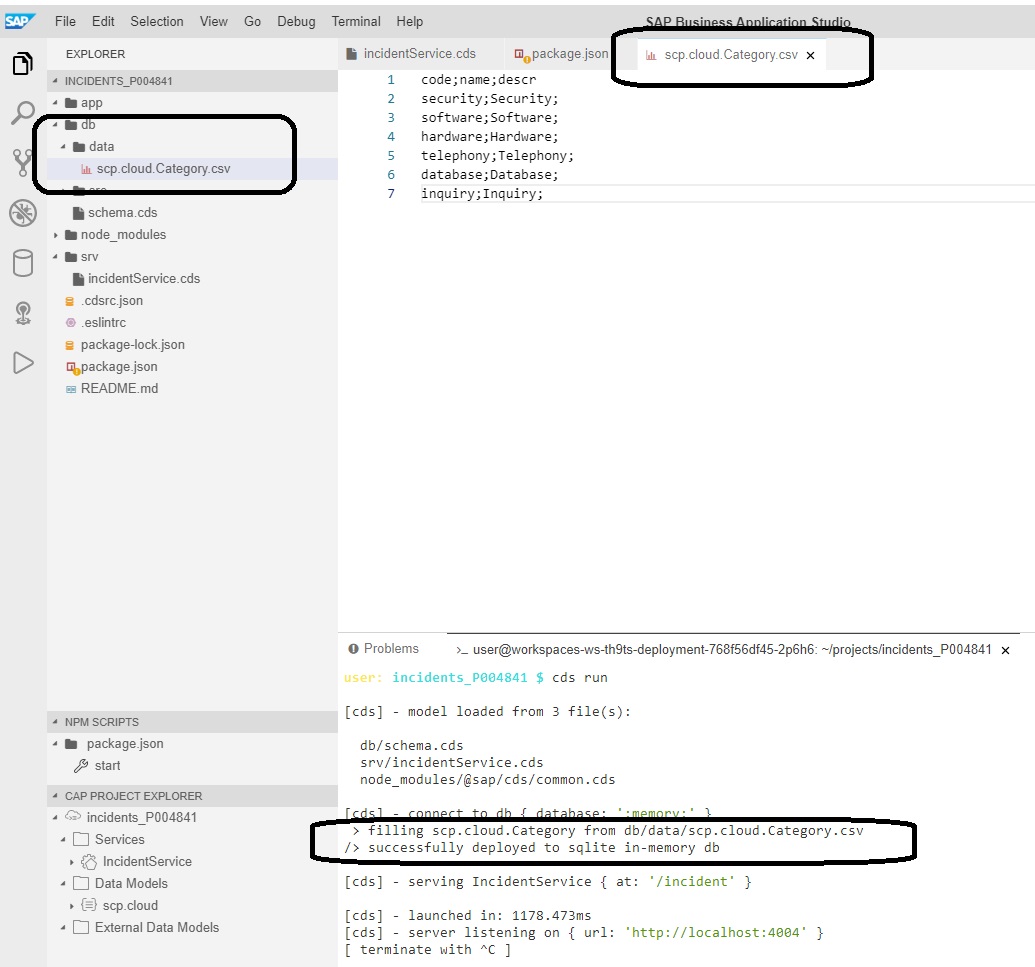 SAP File Edit Selection View Go Debug Terminal Help
SAP Business Application Studio
EXPLORER
INCIDENTS_P004841
app
db
data
scp.cloud.Category.csv
schema.cds
node_modules
srv
incidentService.cds
.cdsrc.json
.eslintrc
package-lock.json
package.json
README.md
NPM SCRIPTS
package.json
start
CAP PROJECT EXPLORER
incidents_P004841
Services
IncidentService
Data Models
scp.cloud
External Data Models
incidentService.cds package.json scp.cloud.Category.csv ×
1 code;name;descr
2 security;Security;
3 software;Software;
4 hardware;Hardware;
5 telephony;Telephony;
6 database;Database;
7 inquiry;Inquiry;
Problems >_ user@workspaces-ws-th9ts-deployment-768f56df45-2p6h6: ~/projects/incidents_P004841 ×
user: incidents_P004841 $ cds run
[cds] - model loaded from 3 file(s):
db/schema.cds
srv/incidentService.cds
node_modules/@sap/cds/common.cds
[cds] - connect to db { database: ':memory:' }
> filling scp.cloud.Category from db/data/scp.cloud.Category.csv
/> successfully deployed to sqlite in-memory db
[cds] - serving IncidentService { at: '/incident' }
[cds] - launched in: 1178.473ms
[cds] - server listening on { url: 'http://localhost:4004' }
[ terminate with ^C ]